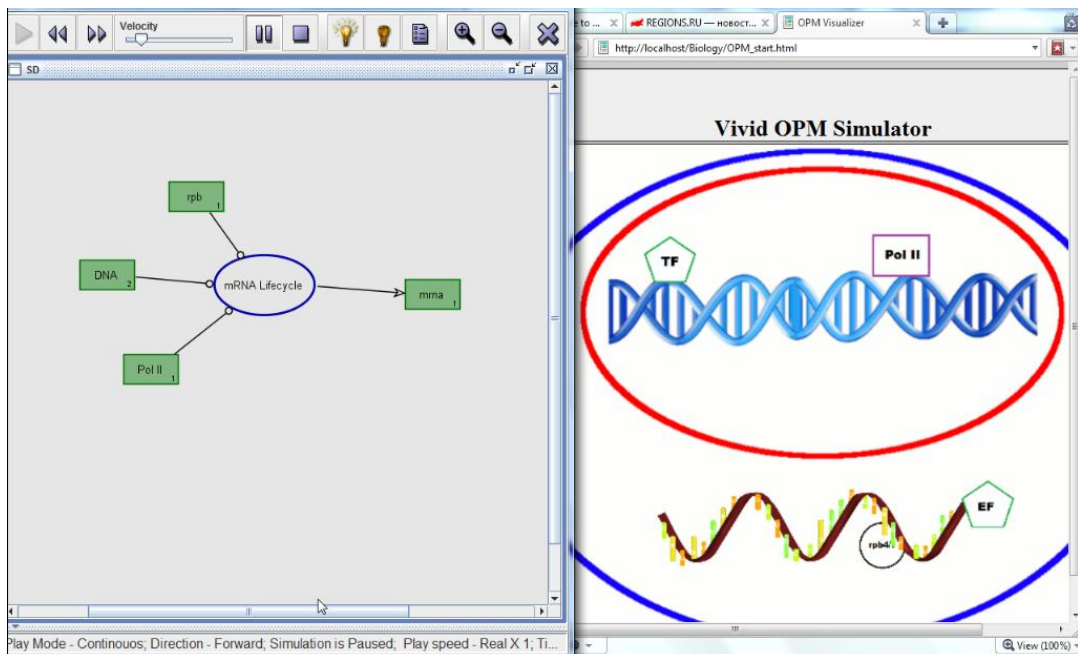 Velocity
SD
rpb
1
DNA
2
mRNA Lifecycle
mrna
1
Pol II
1
Play Mode - Continouos; Direction - Forward; Simulation is Paused; Play speed - Real X 1; Ti...
e to ...
REGIONS.RU — новост...
OPM Visualizer
http://localhost/Biology/OPM_start.html
Vivid OPM Simulator
TF
Pol II
EF
rpb4/
View (100%)